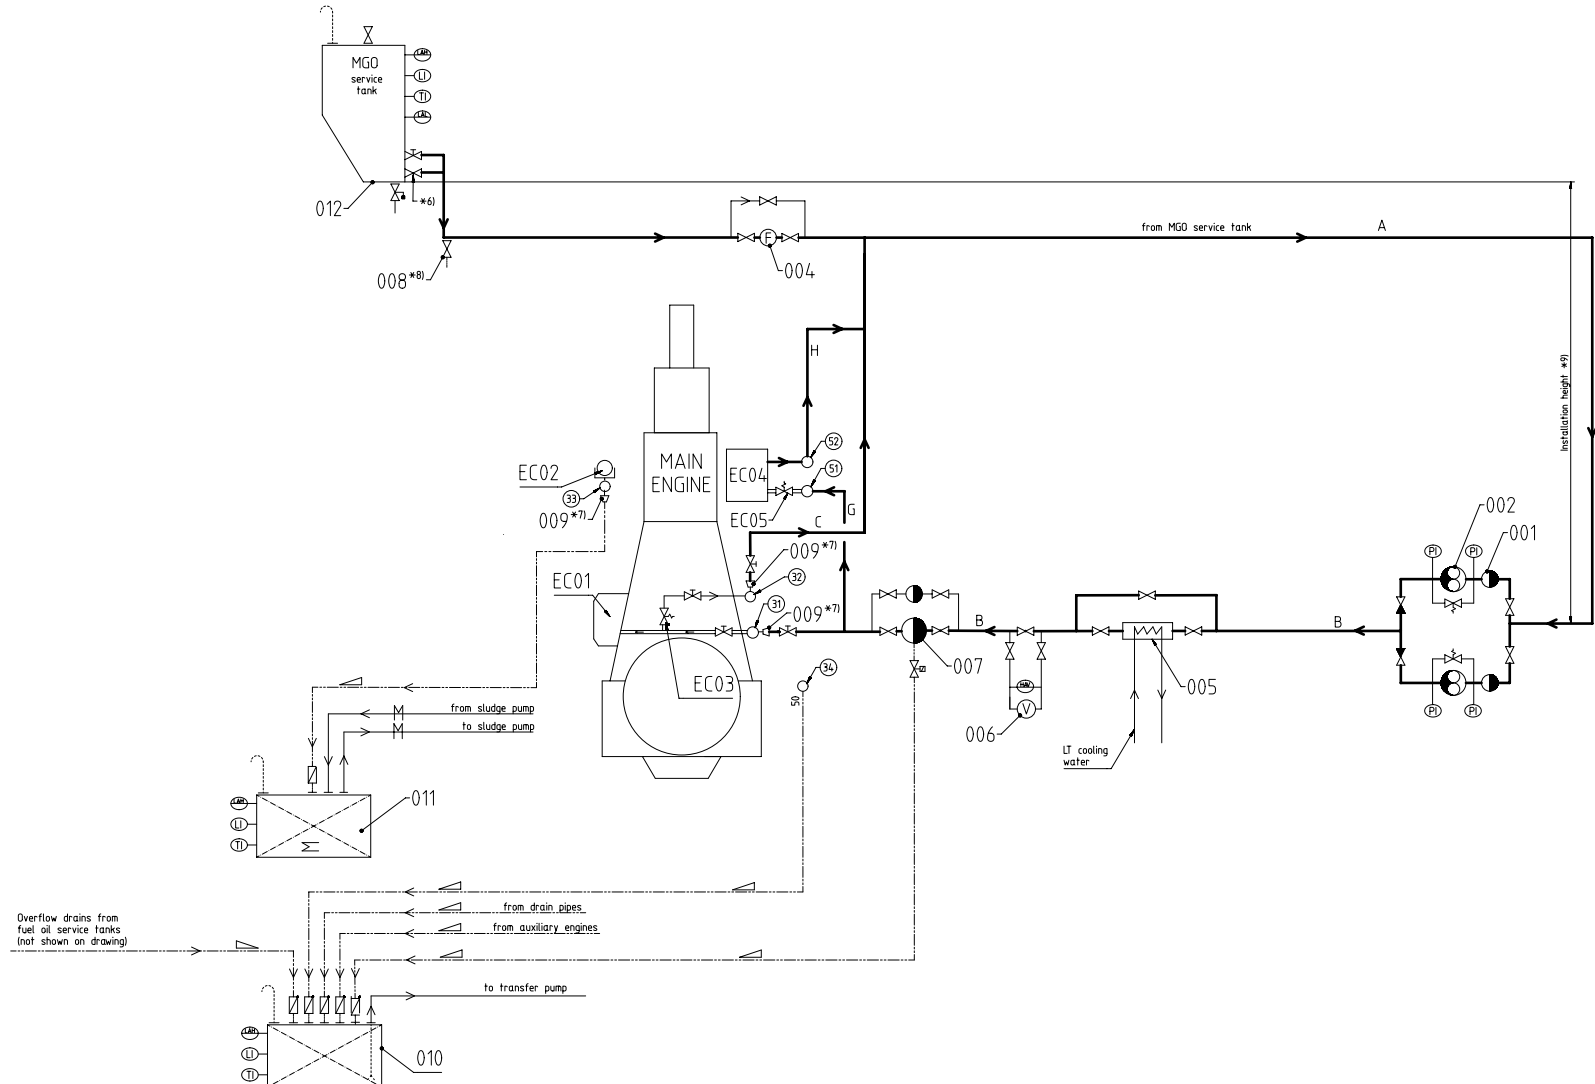 MGO
service
tank
LAH
LI
TI
LAL
012
*6)
008*8)
F
004
from MGO service tank
A
Installation height *9)
H
MAIN
ENGINE
EC04
52
51
EC02
33
009*7)
EC05
G
C
009*7)
32
EC01
31
009*7)
EC03
34
50
B
007
HAV
V
006
005
LT cooling
water
B
002
001
PI
PI
PI
PI
from sludge pump
to sludge pump
LAH
LI
TI
011
Overflow drains from
fuel oil service tanks
(not shown on drawing)
from drain pipes
from auxiliary engines
to transfer pump
LAH
LI
TI
010